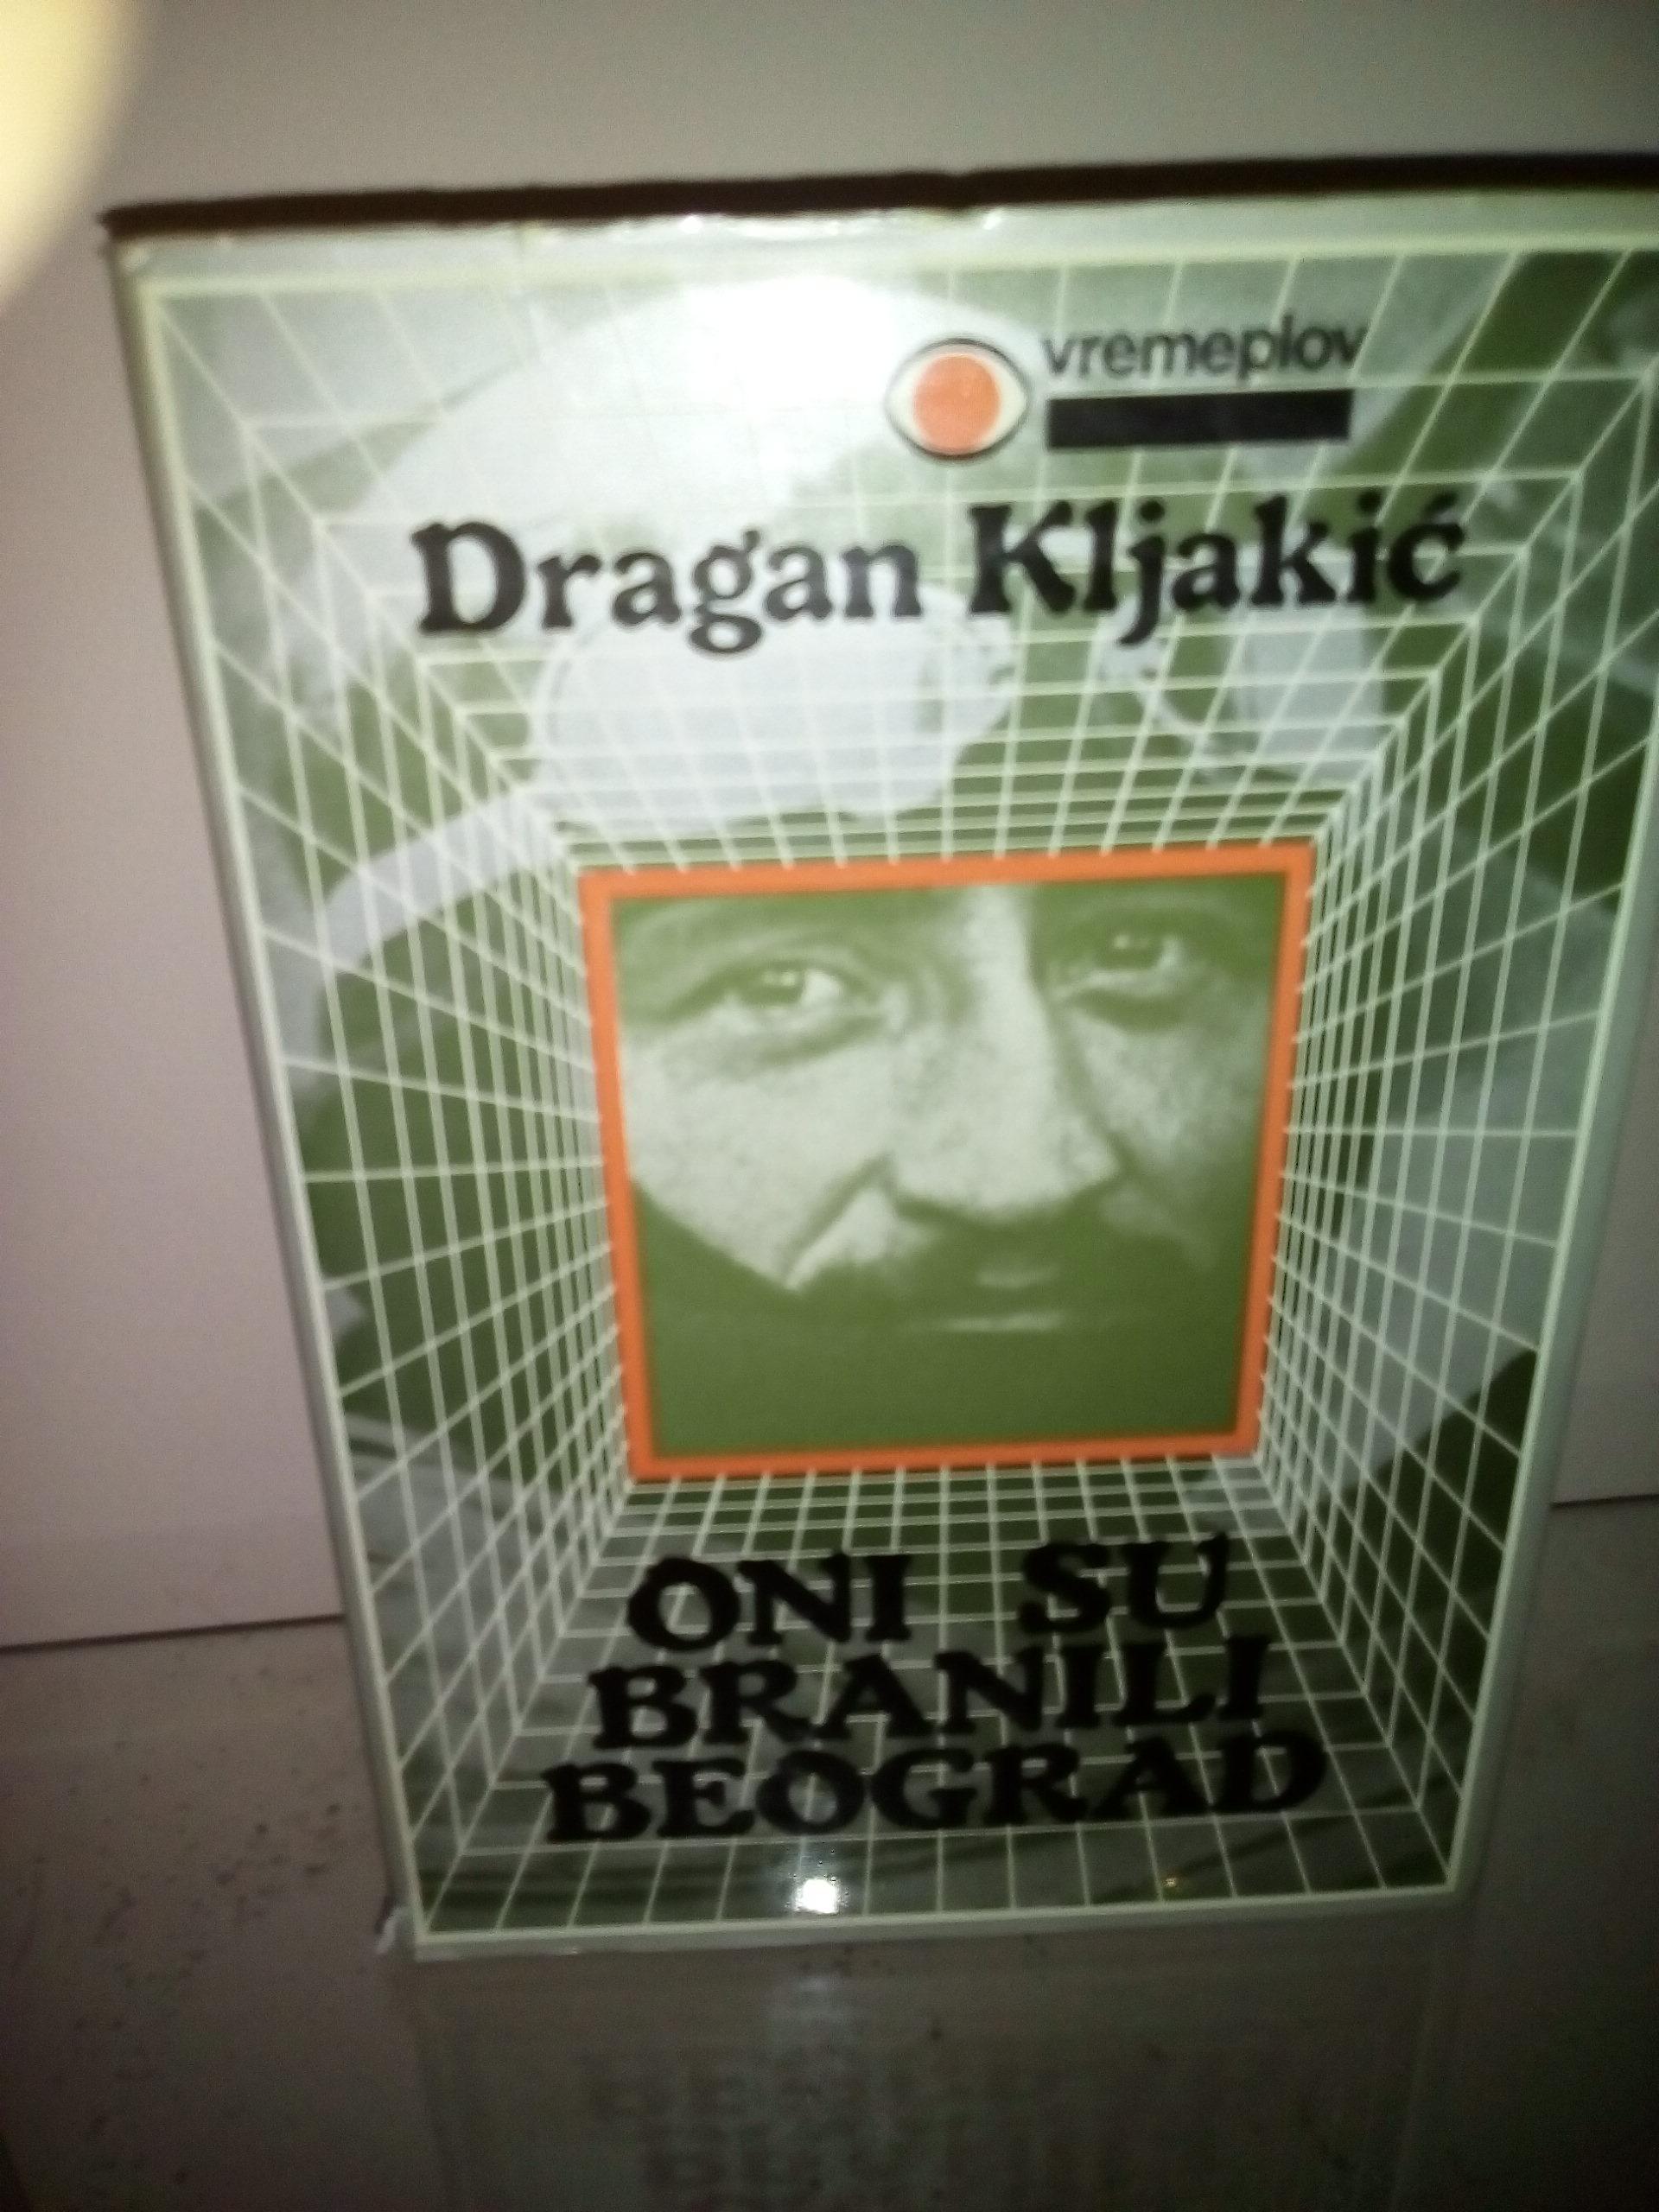 vremeplov
Dragan Kljakić
ONI SU
BRANILI
BEOGRAD